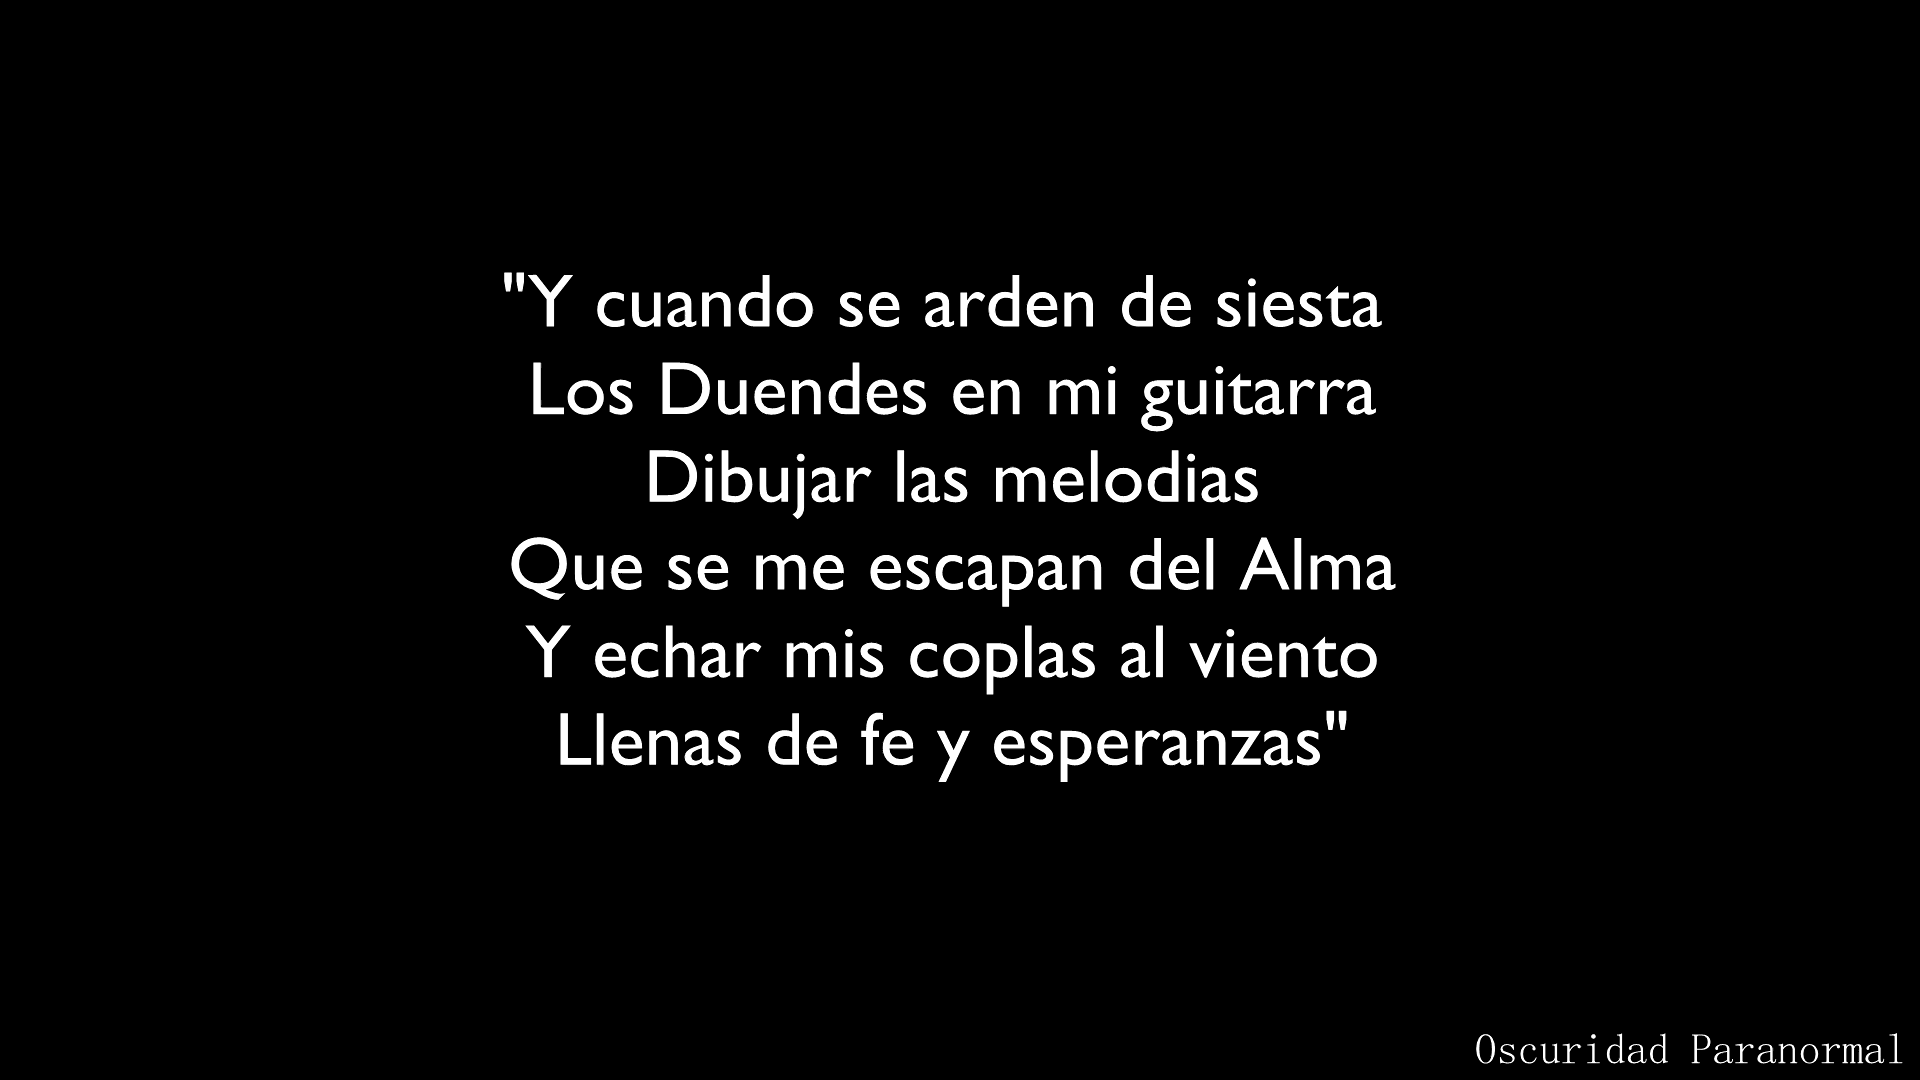 "Y cuando se arden de siesta
Los Duendes en mi guitarra
Dibujar las melodias
Que se me escapan del Alma
Y echar mis coplas al viento
Llenas de fe y esperanzas"
Oscuridad Paranormal